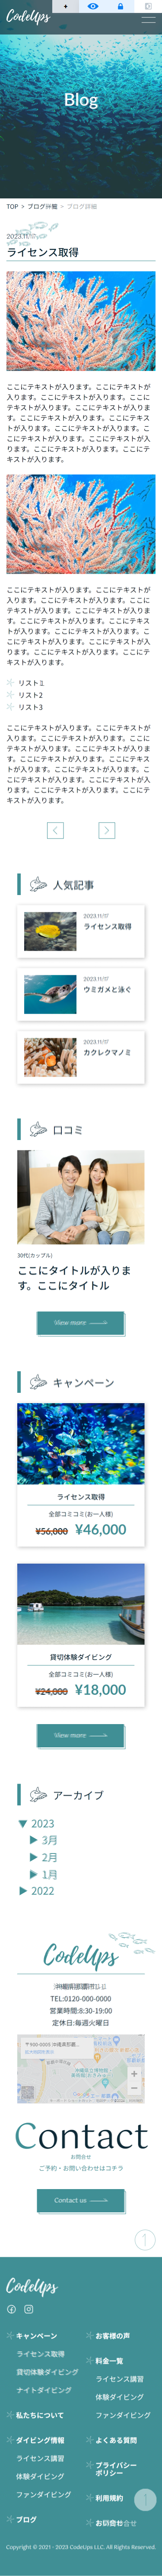 CodeUps
Blog
TOP > ブログ一覧 > ブログ詳細
2023.11/17
ライセンス取得
ここにテキストが入ります。ここにテキストが
入ります。ここにテキストが入ります。ここに
テキストが入ります。ここにテキストが入りま
す。ここにテキストが入ります。ここにテキス
トが入ります。ここにテキストが入ります。こ
こにテキストが入ります。ここにテキストが入
ります。ここにテキストが入ります。ここにテ
キストが入ります。
ここにテキストが入ります。ここにテキストが
入ります。ここにテキストが入ります。ここに
テキストが入ります。ここにテキストが入りま
す。ここにテキストが入ります。ここにテキス
トが入ります。ここにテキストが入ります。こ
こにテキストが入ります。ここにテキストが入
ります。ここにテキストが入ります。ここにテ
キストが入ります。
リスト1
リスト2
リスト3
ここにテキストが入ります。ここにテキストが
入ります。ここにテキストが入ります。ここに
テキストが入ります。ここにテキストが入りま
す。ここにテキストが入ります。ここにテキス
トが入ります。ここにテキストが入ります。こ
こにテキストが入ります。ここにテキストが入
ります。ここにテキストが入ります。ここにテ
キストが入ります。
人気記事
2023.11/17
ライセンス取得
2023.11/17
ウミガメと泳ぐ
2023.11/17
カクレクマノミ
口コミ
30代(カップル)
ここにタイトルが入りま
す。ここにタイトル
View more
キャンペーン
ライセンス取得
全部コミコミ(お一人様)
¥56,000 ¥46,000
貸切体験ダイビング
全部コミコミ(お一人様)
¥24,000 ¥18,000
View more
アーカイブ
▼ 2023
▶ 3月
▶ 2月
▶ 1月
▶ 2022
CodeUps
TEL:0120-000-0000
営業時間:8:30-19:00
定休日:毎週火曜日
Contact
お問合せ
ご予約・お問い合わせはコチラ
Contact us
CodeUps
キャンペーン
ライセンス取得
貸切体験ダイビング
ナイトダイビング
私たちについて
ダイビング情報
ライセンス講習
体験ダイビング
ファンダイビング
ブログ
お客様の声
料金一覧
ライセンス講習
体験ダイビング
ファンダイビング
よくある質問
プライバシー
ポリシー
利用規約
お問い合わせ
Copyright © 2021 - 2023 CodeUps LLC. All Rights Reserved.